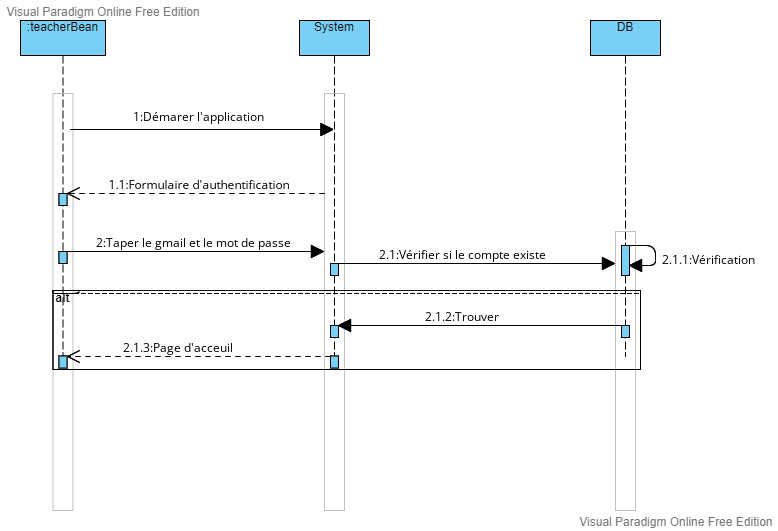 Visual Paradigm Online Free Edition
:teacherBean
System
DB
1:Démarer l'application
1.1:Formulaire d'authentification
2:Taper le gmail et le mot de passe
2.1:Vérifier si le compte existe
2.1.1:Vérification
alt
2.1.2:Trouver
2.1.3:Page d'acceuil
Visual Paradigm Online Free Edition